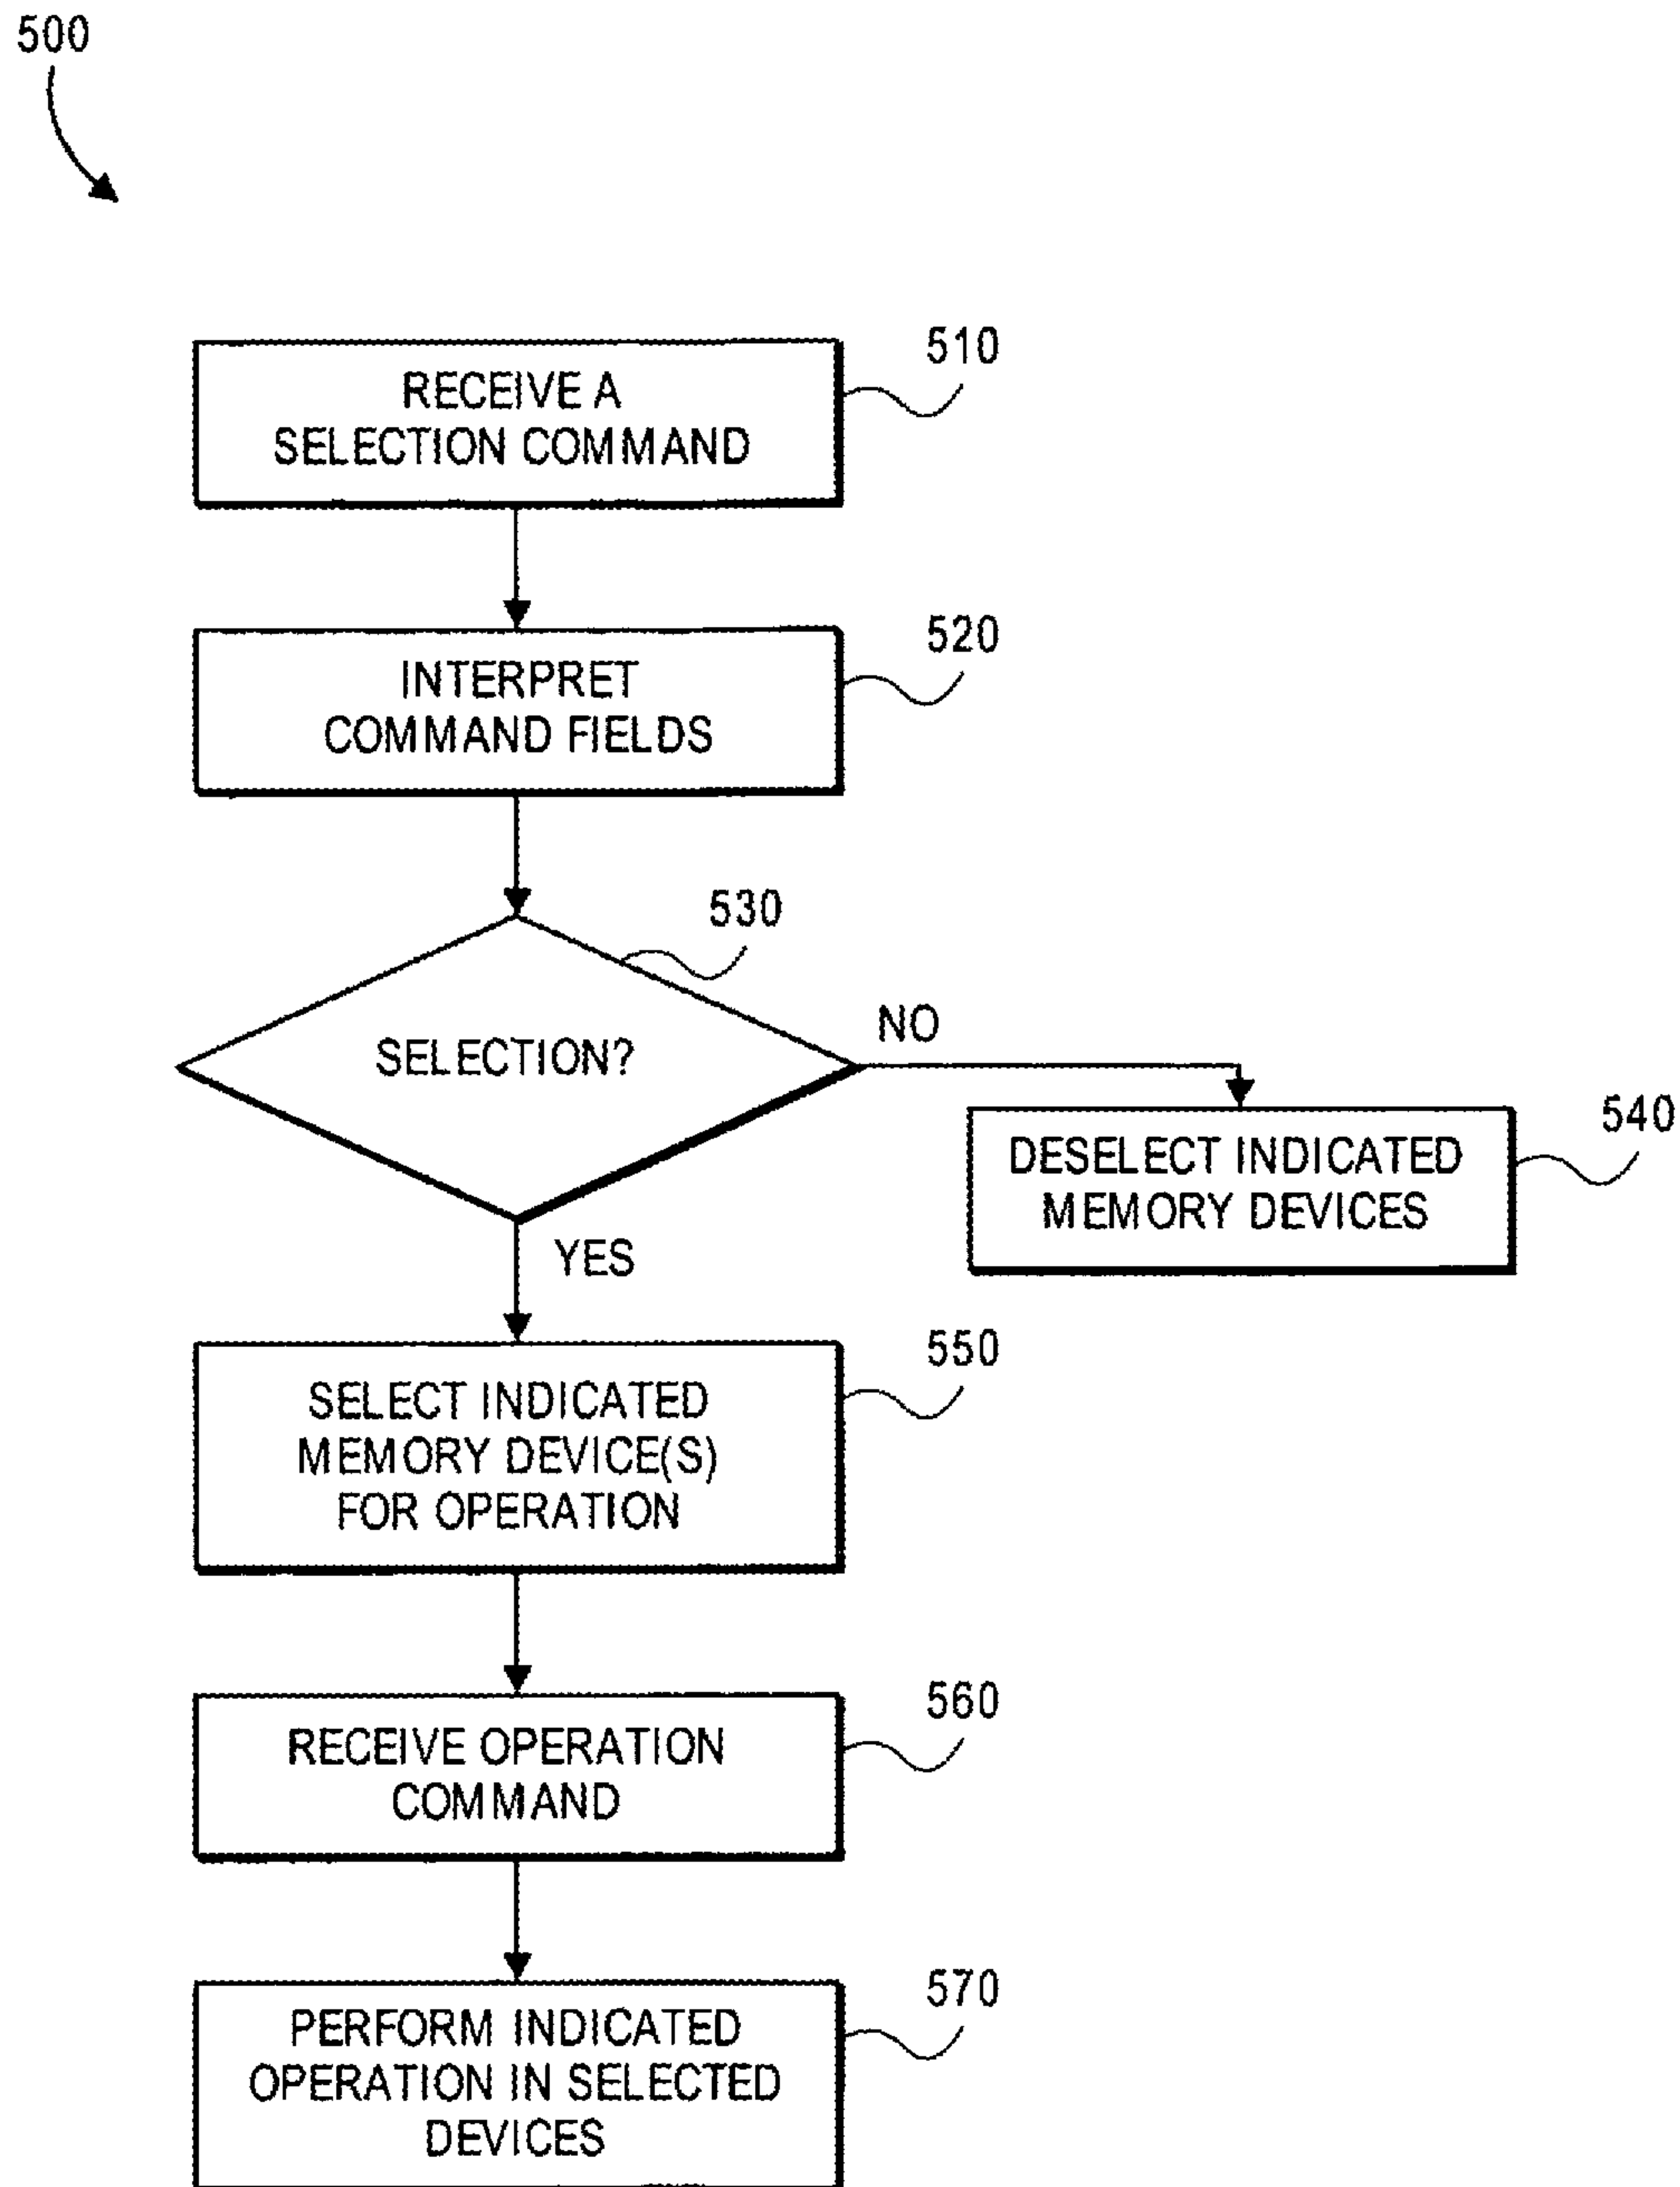 500
510
RECEIVE A
SELECTION COMMAND
520
INTERPRET
COMMAND FIELDS
530
SELECTION?
NO
540
DESELECT INDICATED
MEMORY DEVICES
YES
550
SELECT INDICATED
MEMORY DEVICE(S)
FOR OPERATION
560
RECEIVE OPERATION
COMMAND
570
PERFORM INDICATED
OPERATION IN SELECTED
DEVICES